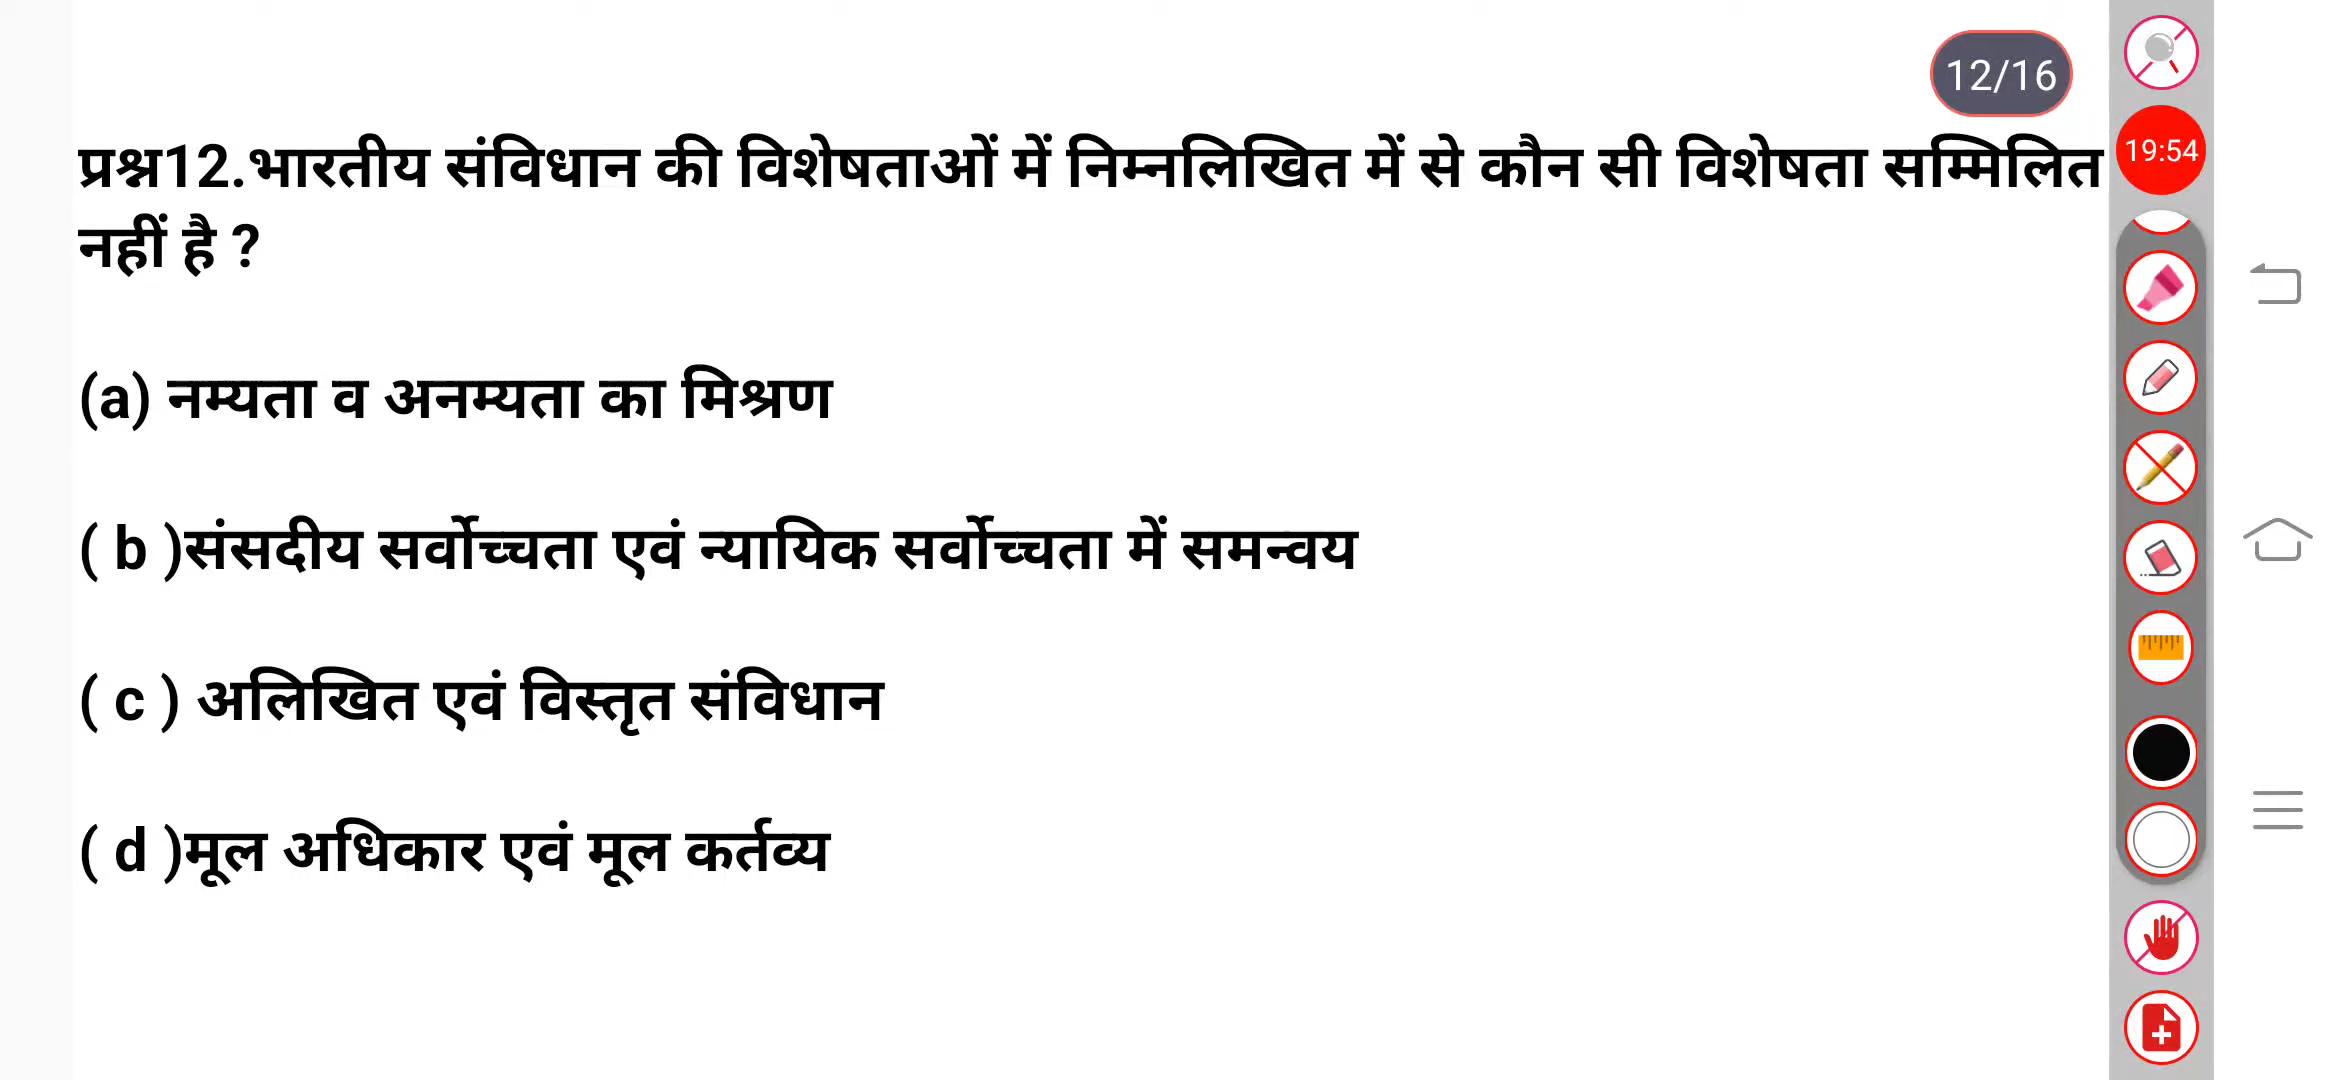 12/16
19:54
प्रश्न12.भारतीय संविधान की विशेषताओं में निम्नलिखित में से कौन सी विशेषता सम्मिलित
नहीं है ?
(a) नम्यता व अनम्यता का मिश्रण
( b )संसदीय सर्वोच्चता एवं न्यायिक सर्वोच्चता में समन्वय
( c ) अलिखित एवं विस्तृत संविधान
( d )मूल अधिकार एवं मूल कर्तव्य